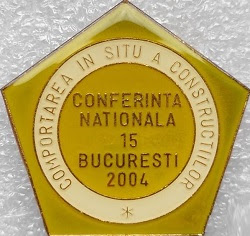 COMPORTAREA IN SITU A CONSTRUCTIILOR
CONFERINTA
NATIONALA
15
BUCURESTI
2004
*